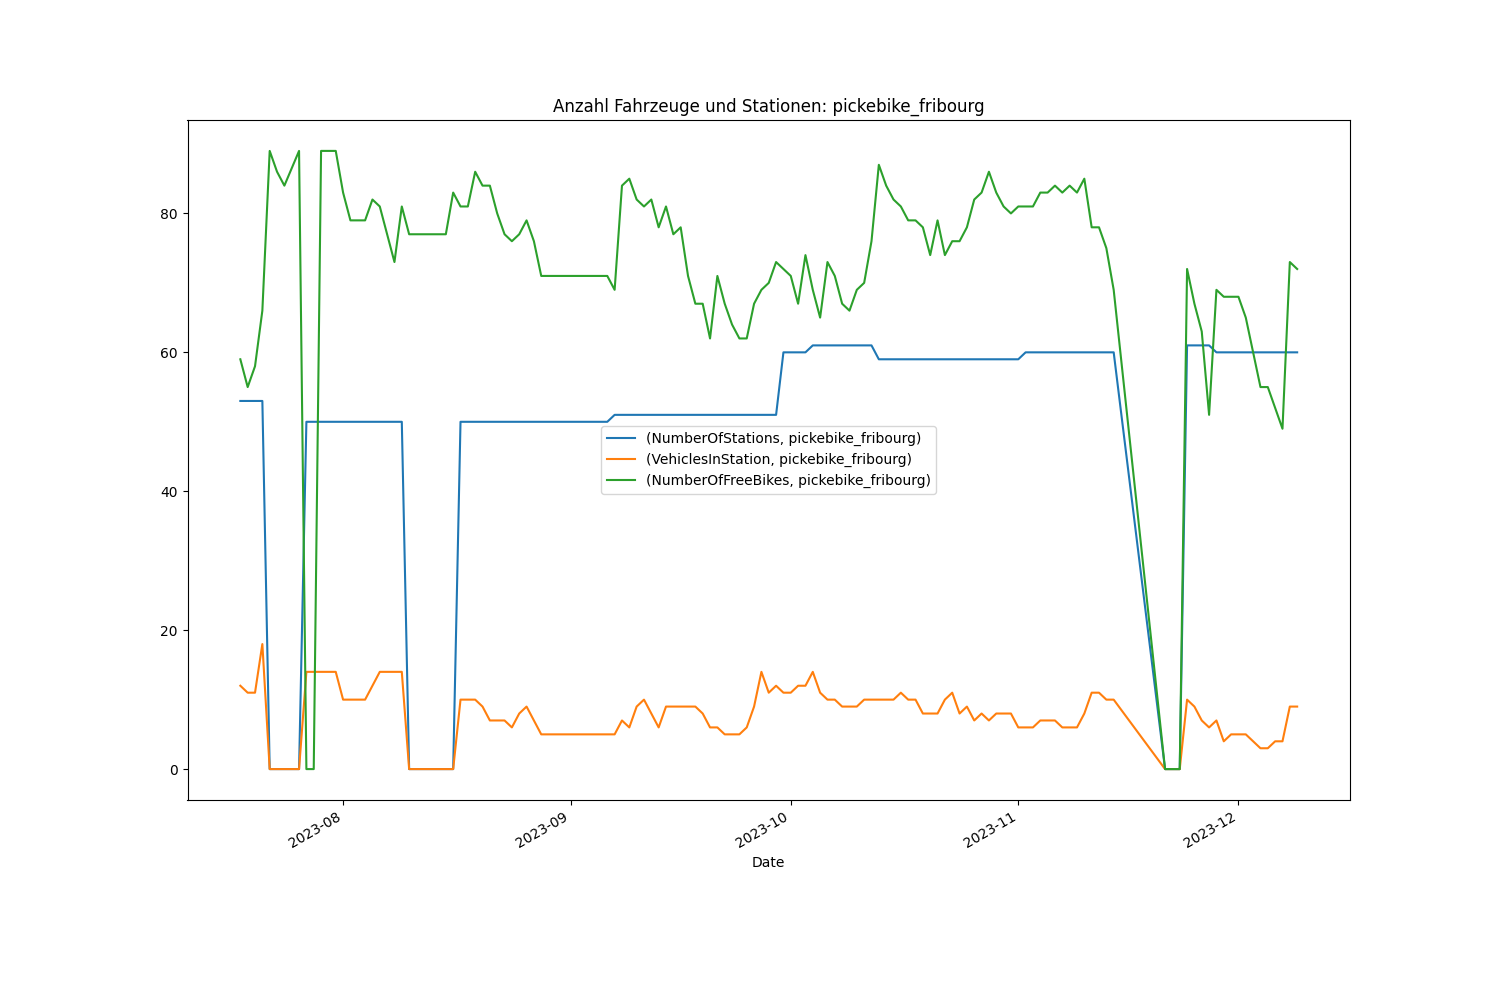 Anzahl Fahrzeuge und Stationen: pickebike_fribourg
80
60
40
20
0
(NumberOfStations, pickebike_fribourg)
(VehiclesInStation, pickebike_fribourg)
(NumberOfFreeBikes, pickebike_fribourg)
2023-08
2023-09
2023-10
2023-11
2023-12
Date